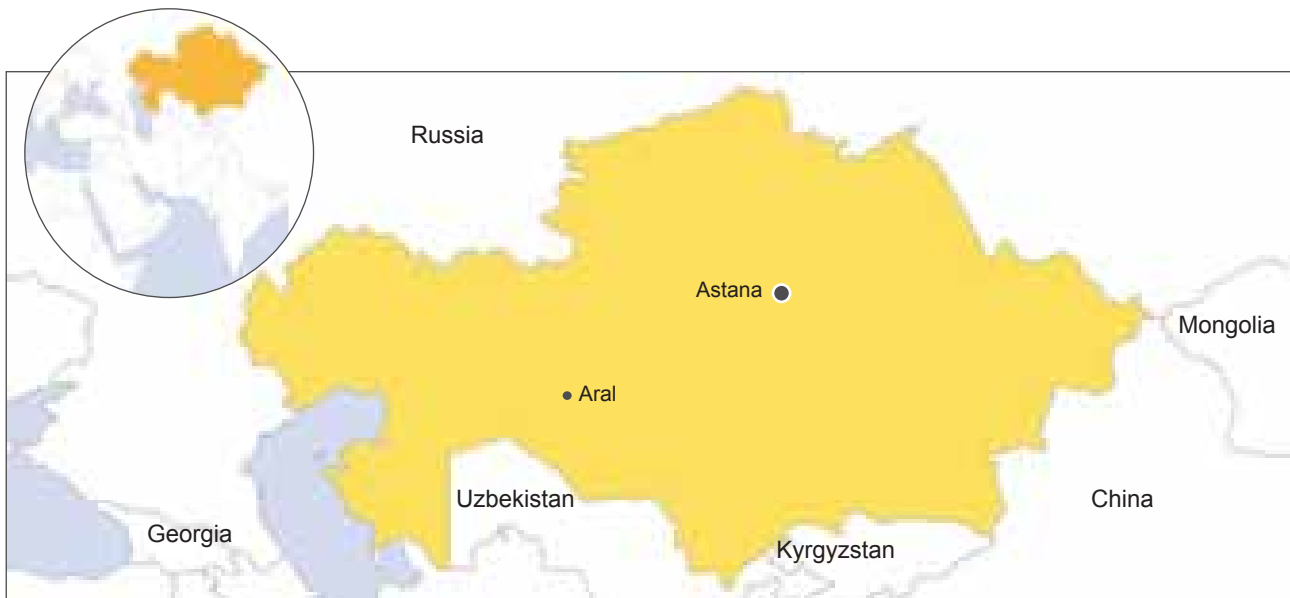 Russia
Astana
Mongolia
Aral
Uzbekistan
China
Georgia
Kyrgyzstan